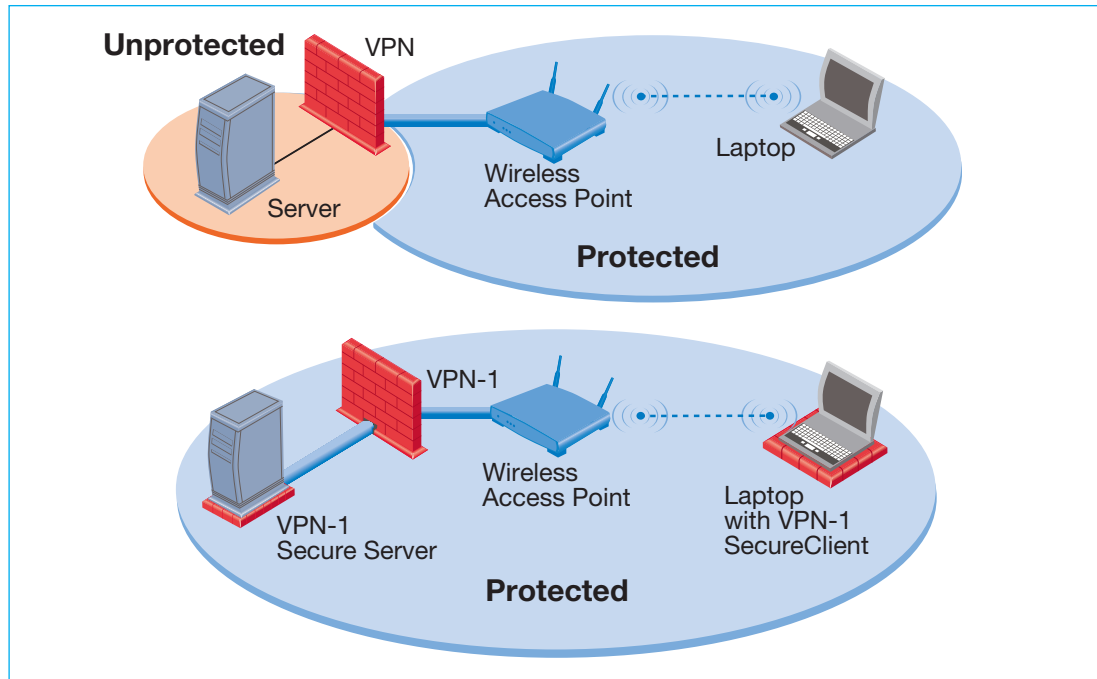 Unprotected
VPN
Server
Wireless
Access Point
Laptop
Protected
VPN-1
VPN-1
Secure Server
Wireless
Access Point
Laptop
with VPN-1
SecureClient
Protected